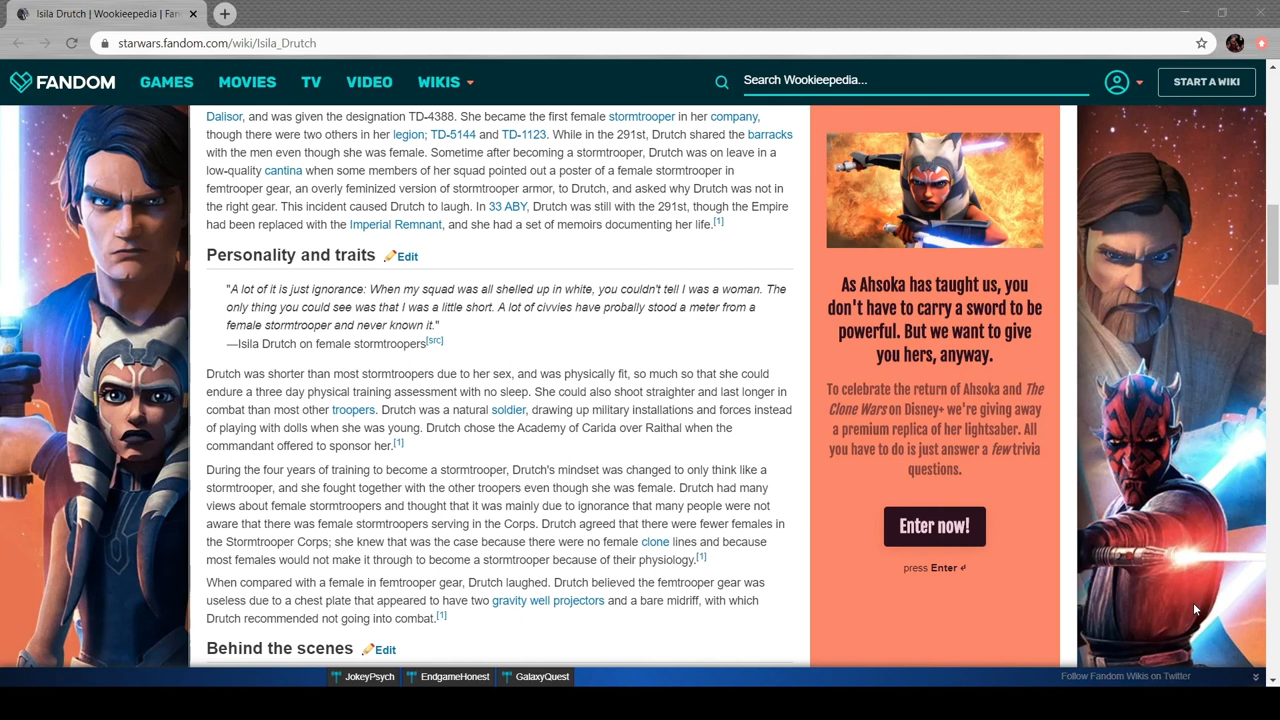 Isila Drutch | Wookieepedia | Fan
starwars.fandom.com/wiki/Isila_Drutch
FANDOM GAMES MOVIES TV VIDEO WIKIS Search Wookieepedia... START A WIKI
Dalisor, and was given the designation TD-4388. She became the first female stormtrooper in her company,
though there were two others in her legion; TD-5144 and TD-1123. While in the 291st, Drutch shared the barracks
with the men even though she was female. Sometime after becoming a stormtrooper, Drutch was on leave in a
low-quality cantina when some members of her squad pointed out a poster of a female stormtrooper in
femtrooper gear, an overly feminized version of stormtrooper armor, to Drutch, and asked why Drutch was not in
the right gear. This incident caused Drutch to laugh. In 33 ABY, Drutch was still with the 291st, though the Empire
had been replaced with the Imperial Remnant, and she had a set of memoirs documenting her life.[1]
Personality and traits Edit
"A lot of it is just ignorance: When my squad was all shelled up in white, you couldn't tell I was a woman. The
only thing you could see was that I was a little short. A lot of civvies have probably stood a meter from a
female stormtrooper and never known it."
—Isila Drutch on female stormtroopers[src]
Drutch was shorter than most stormtroopers due to her sex, and was physically fit, so much so that she could
endure a three day physical training assessment with no sleep. She could also shoot straighter and last longer in
combat than most other troopers. Drutch was a natural soldier, drawing up military installations and forces instead
of playing with dolls when she was young. Drutch chose the Academy of Carida over Raithal when the
commandant offered to sponsor her.[1]
During the four years of training to become a stormtrooper, Drutch's mindset was changed to only think like a
stormtrooper, and she fought together with the other troopers even though she was female. Drutch had many
views about female stormtroopers and thought that it was mainly due to ignorance that many people were not
aware that there was female stormtroopers serving in the Corps. Drutch agreed that there were fewer females in
the Stormtrooper Corps; she knew that was the case because there were no female clone lines and because
most females would not make it through to become a stormtrooper because of their physiology.[1]
When compared with a female in femtrooper gear, Drutch laughed. Drutch believed the femtrooper gear was
useless due to a chest plate that appeared to have two gravity well projectors and a bare midriff, with which
Drutch recommended not going into combat.[1]
Behind the scenes Edit
As Ahsoka has taught us, you
don't have to carry a sword to be
powerful. But we want to give
you hers, anyway.
To celebrate the return of Ahsoka and The
Clone Wars on Disney+ we're giving away
a premium replica of her lightsaber. All
you have to do is just answer a few trivia
questions.
Enter now!
press Enter ↵
JokeyPsych EndgameHonest GalaxyQuest Follow Fandom Wikis on Twitter